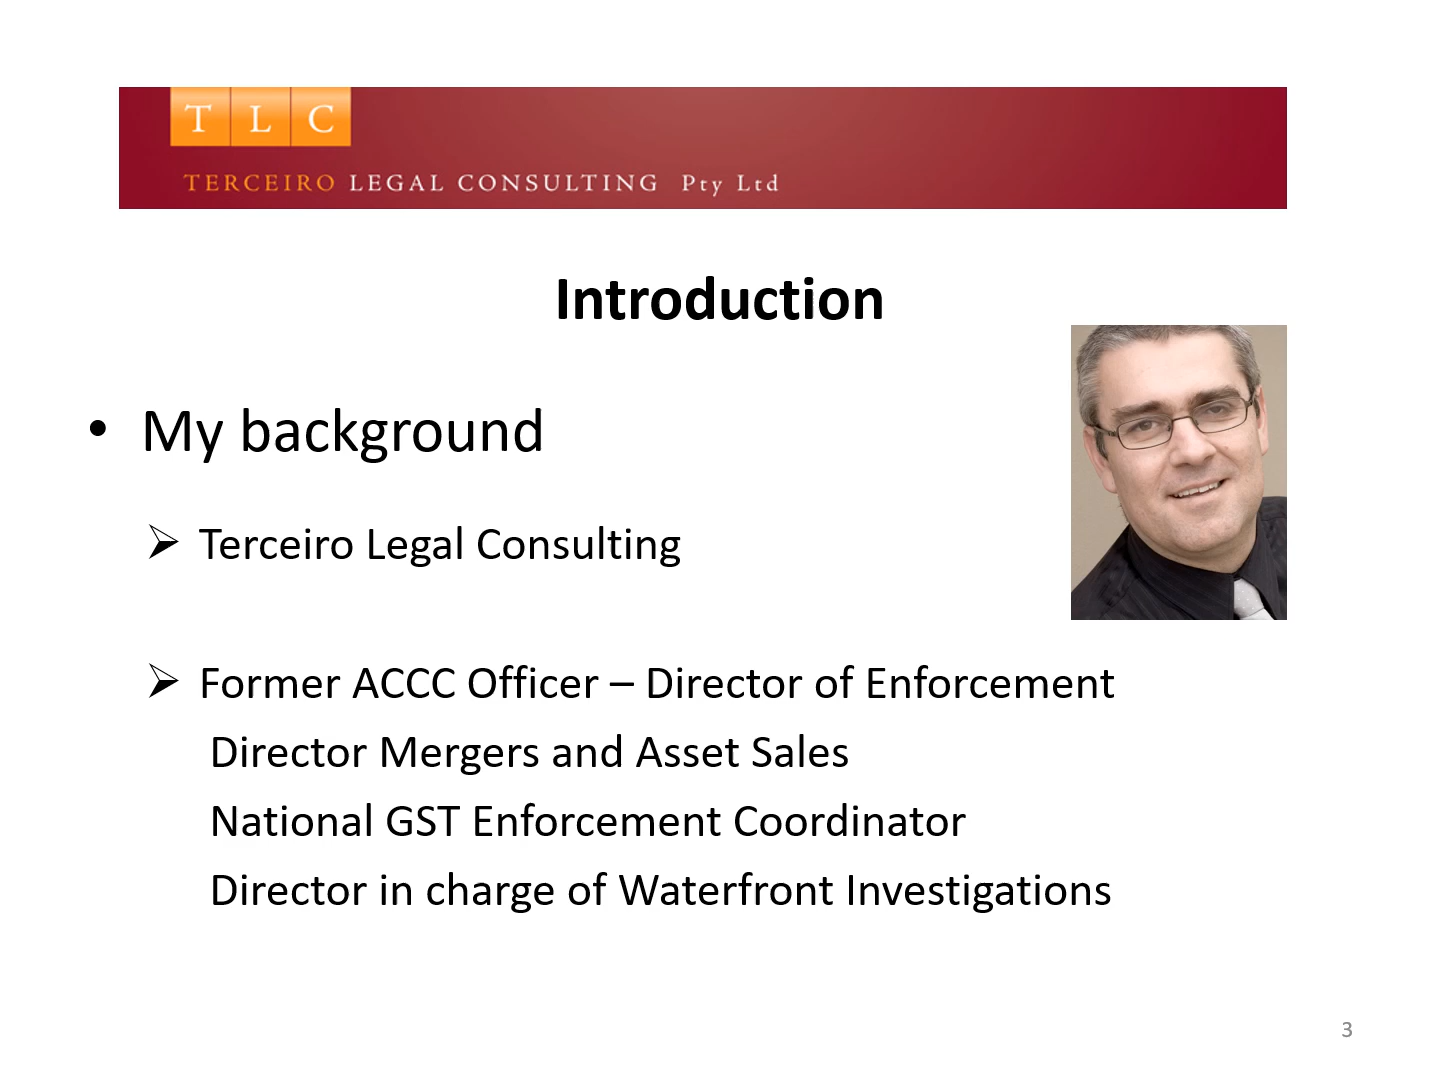 T L C
TERCEIRO LEGAL CONSULTING Pty Ltd
Introduction
• My background
➢ Terceiro Legal Consulting
➢ Former ACCC Officer – Director of Enforcement
Director Mergers and Asset Sales
National GST Enforcement Coordinator
Director in charge of Waterfront Investigations
3